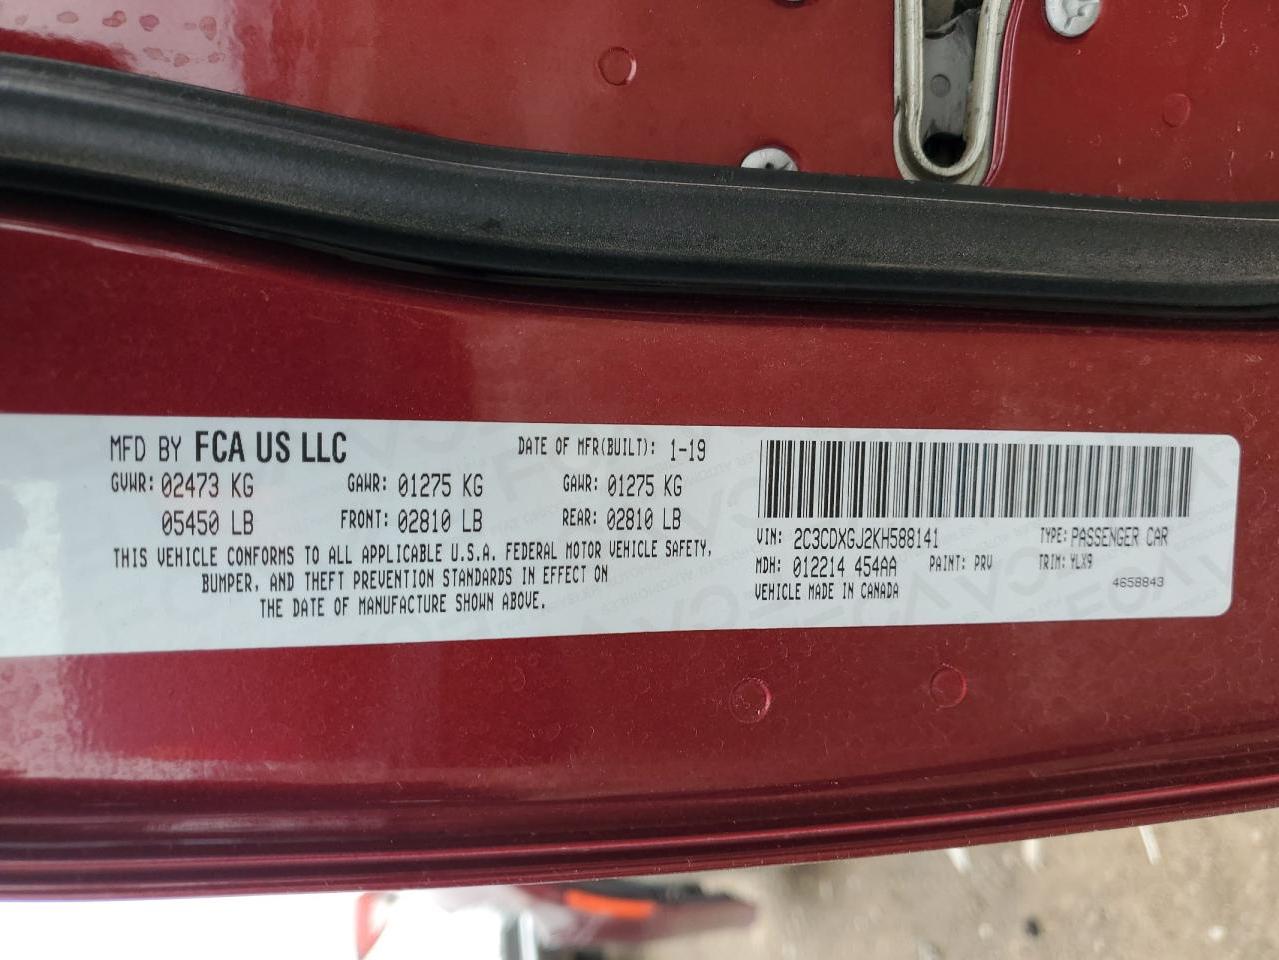 MFD BY FCA US LLC DATE OF MFR(BUILT): 1-19
GVWR: 02473 KG GAWR: 01275 KG GAWR: 01275 KG
05450 LB FRONT: 02810 LB REAR: 02810 LB
THIS VEHICLE CONFORMS TO ALL APPLICABLE U.S.A. FEDERAL MOTOR VEHICLE SAFETY,
BUMPER, AND THEFT PREVENTION STANDARDS IN EFFECT ON
THE DATE OF MANUFACTURE SHOWN ABOVE.
VIN: 2C3CDXGJ2KH588141 TYPE: PASSENGER CAR
MDH: 012214 454AA PAINT: PRV TRIM: YLX9
VEHICLE MADE IN CANADA 4658843